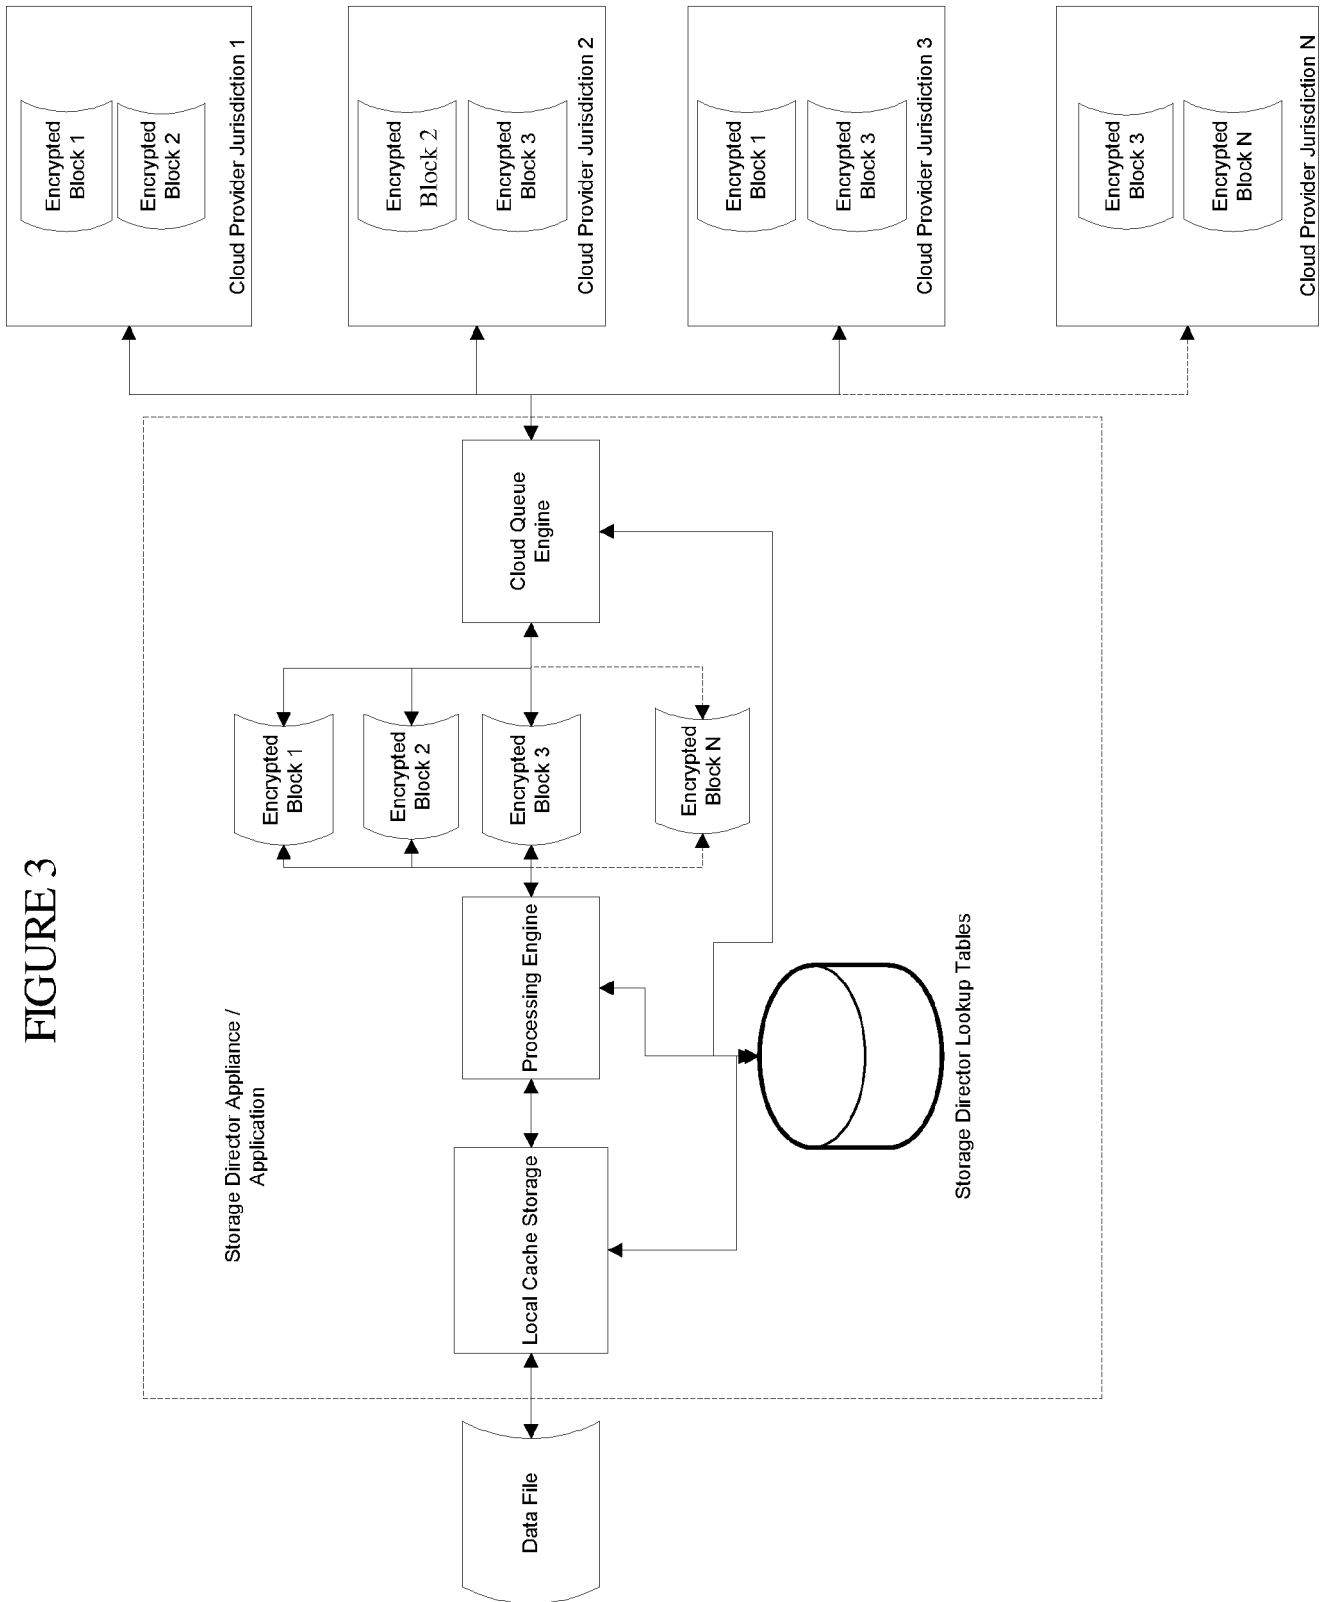 FIGURE 3
Data File
Storage Director Appliance /
Application
Local Cache Storage
Processing Engine
Encrypted
Block 1
Encrypted
Block 2
Encrypted
Block 3
Encrypted
Block N
Cloud Queue
Engine
Storage Director Lookup Tables
Encrypted
Block 1
Encrypted
Block 2
Cloud Provider Jurisdiction 1
Encrypted
Block 2
Encrypted
Block 3
Cloud Provider Jurisdiction 2
Encrypted
Block 1
Encrypted
Block 3
Cloud Provider Jurisdiction 3
Encrypted
Block 3
Encrypted
Block N
Cloud Provider Jurisdiction N